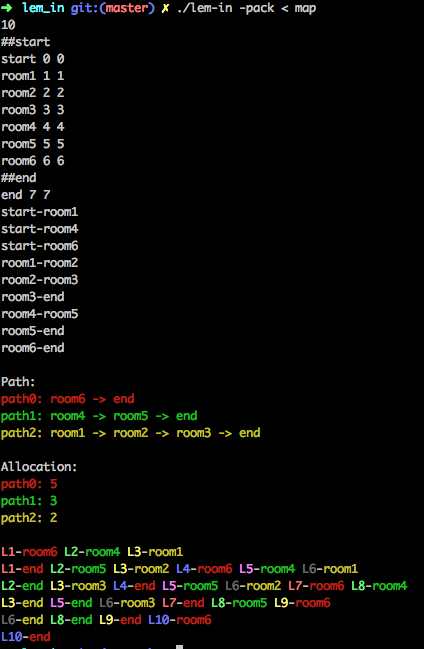 ➜ lem_in git:(master) ✗ ./lem-in -pack < map
10
##start
start 0 0
room1 1 1
room2 2 2
room3 3 3
room4 4 4
room5 5 5
room6 6 6
##end
end 7 7
start-room1
start-room4
start-room6
room1-room2
room2-room3
room3-end
room4-room5
room5-end
room6-end
Path:
path0: room6 -> end
path1: room4 -> room5 -> end
path2: room1 -> room2 -> room3 -> end
Allocation:
path0: 5
path1: 3
path2: 2
L1-room6 L2-room4 L3-room1
L1-end L2-room5 L3-room2 L4-room6 L5-room4 L6-room1
L2-end L3-room3 L4-end L5-room5 L6-room2 L7-room6 L8-room4
L3-end L5-end L6-room3 L7-end L8-room5 L9-room6
L6-end L8-end L9-end L10-room6
L10-end